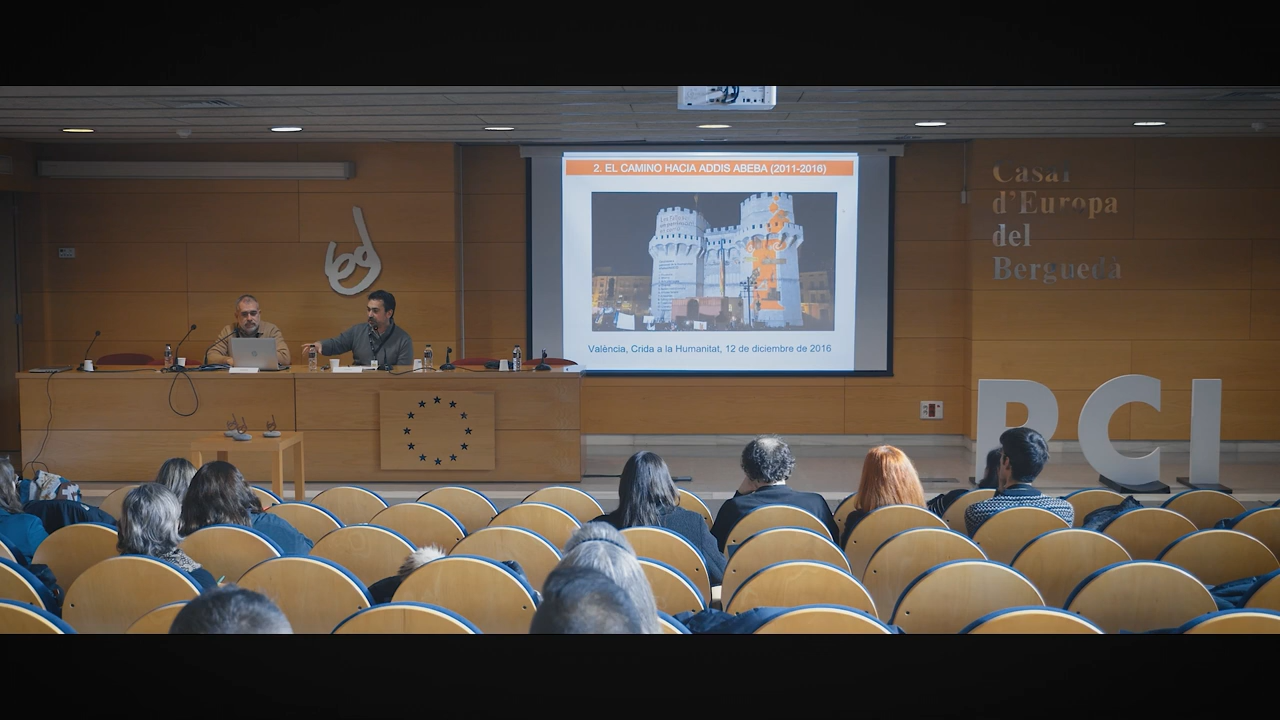 2. EL CAMINO HACIA ADDIS ABEBA (2011-2016)
València, Crida a la Humanitat, 12 de diciembre de 2016
Casal
d'Europa
del
Berguedà
PCI